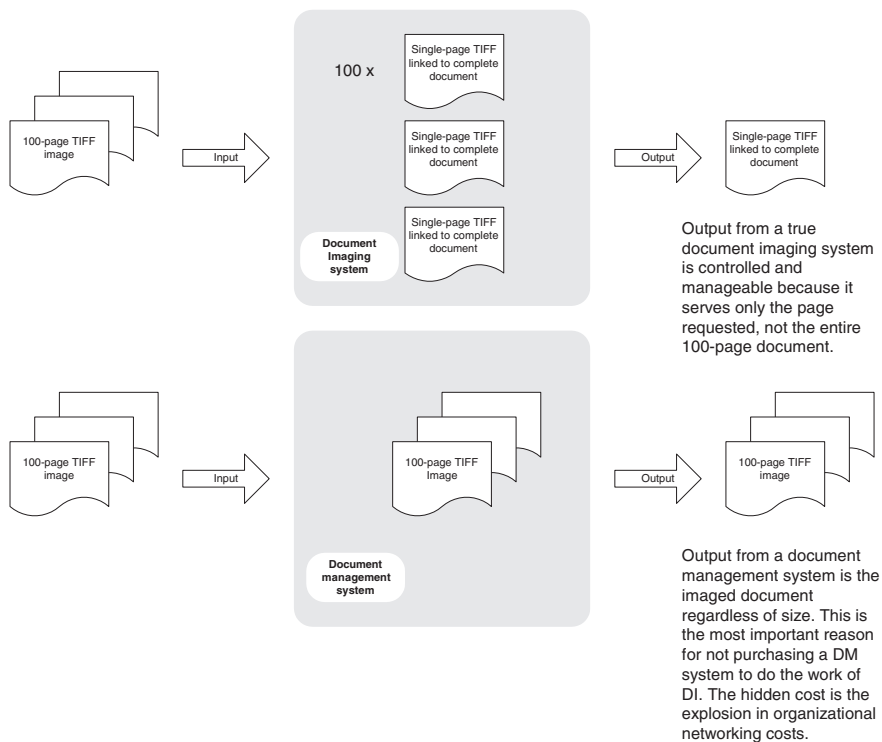 100-page TIFF
image
Input
100 x
Single-page TIFF
linked to complete
document
Single-page TIFF
linked to complete
document
Single-page TIFF
linked to complete
document
Document
Imaging
system
Output
Single-page TIFF
linked to complete
document
Output from a true
document imaging system
is controlled and
manageable because it
serves only the page
requested, not the entire
100-page document.
100-page TIFF
image
Input
100-page TIFF
Image
Document
management
system
Output
100-page TIFF
image
Output from a document
management system is the
imaged document
regardless of size. This is
the most important reason
for not purchasing a DM
system to do the work of
DI. The hidden cost is the
explosion in organizational
networking costs.